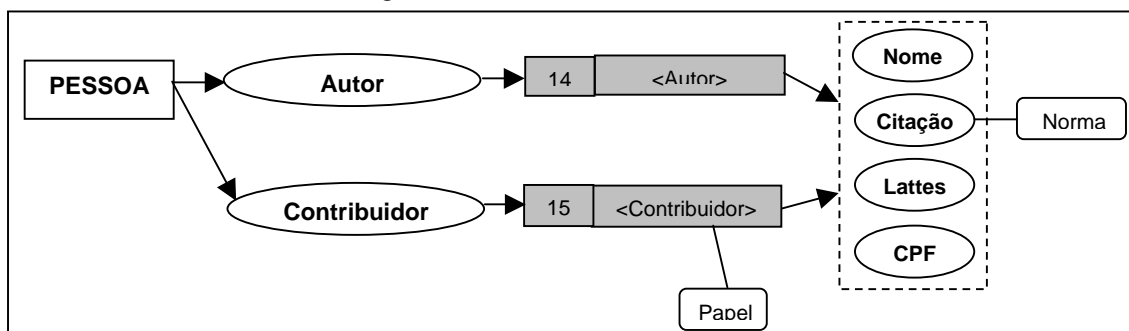 PESSOA
Autor
14
<Autor>
Contribuidor
15
<Contribuidor>
Papel
Nome
Citação
Norma
Lattes
CPF